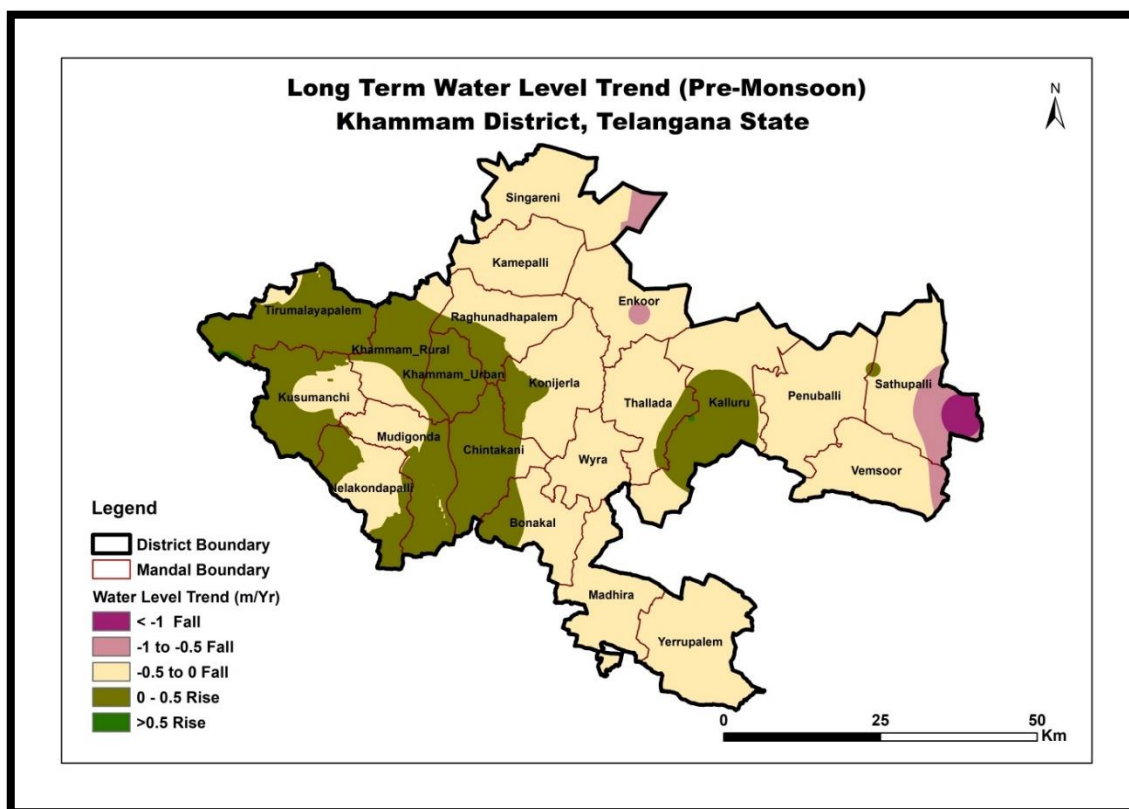 Long Term Water Level Trend (Pre-Monsoon)
Khammam District, Telangana State
N
Singareni
Kamepalli
Enkoor
Tirumalayapalem
Raghunadhapalem
Khammam_Rural
Khammam_Urban
Konijerla
Kusumanchi
Thallada
Kalluru
Penuballi
Sathupalli
Mudigonda
Chintakani
Wyra
Vemsoor
Nelakondapalli
Bonakal
Madhira
Yerrupalem
Legend
District Boundary
Mandal Boundary
Water Level Trend (m/Yr)
< -1 Fall
-1 to -0.5 Fall
-0.5 to 0 Fall
0 - 0.5 Rise
>0.5 Rise
0 25 50
Km